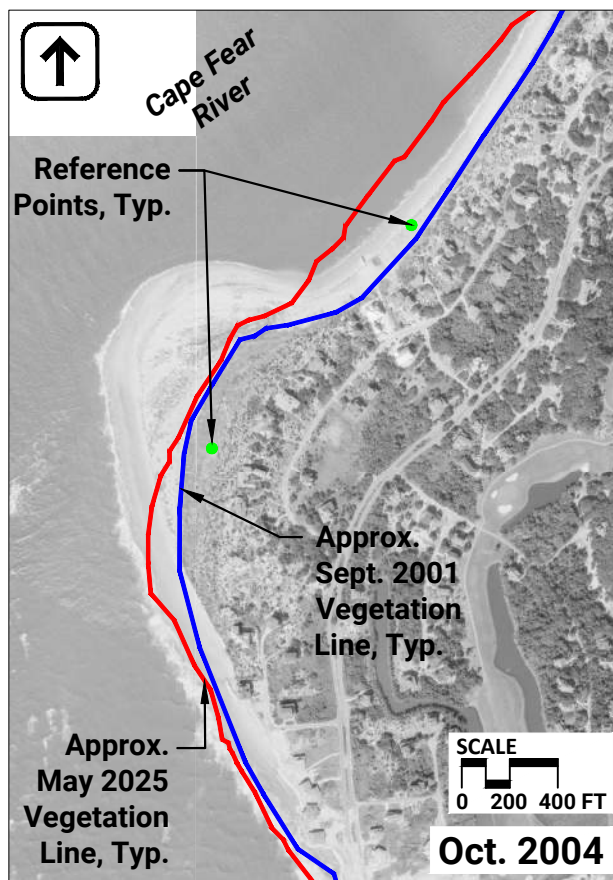 Cape Fear
River
Reference
Points, Typ.
Approx.
Sept. 2001
Vegetation
Line, Typ.
Approx.
May 2025
Vegetation
Line, Typ.
SCALE
0 200 400 FT
Oct. 2004